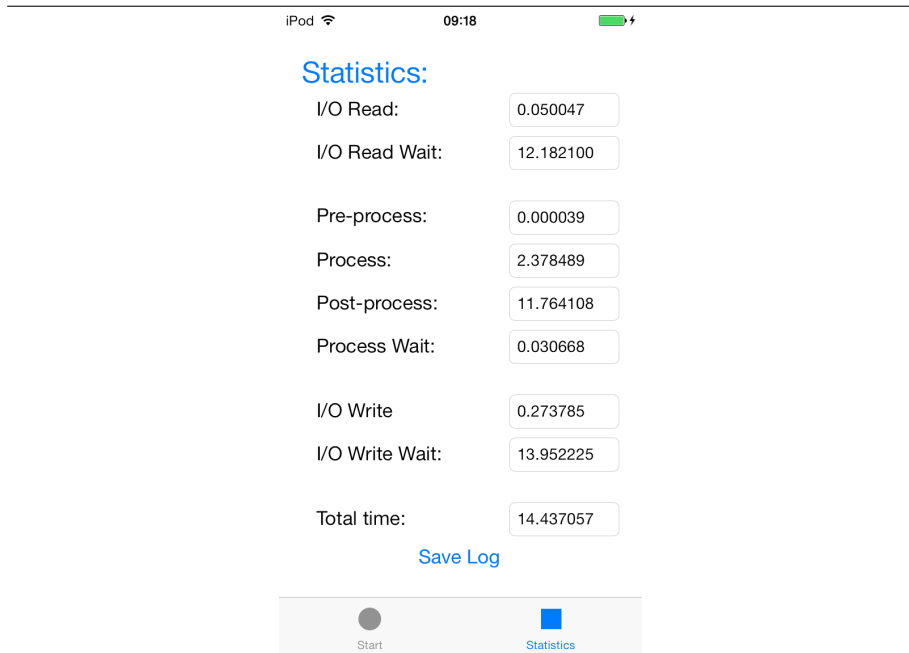 iPod 09:18
Statistics:
I/O Read: 0.050047
I/O Read Wait: 12.182100
Pre-process: 0.000039
Process: 2.378489
Post-process: 11.764108
Process Wait: 0.030668
I/O Write 0.273785
I/O Write Wait: 13.952225
Total time: 14.437057
Save Log
Start Statistics